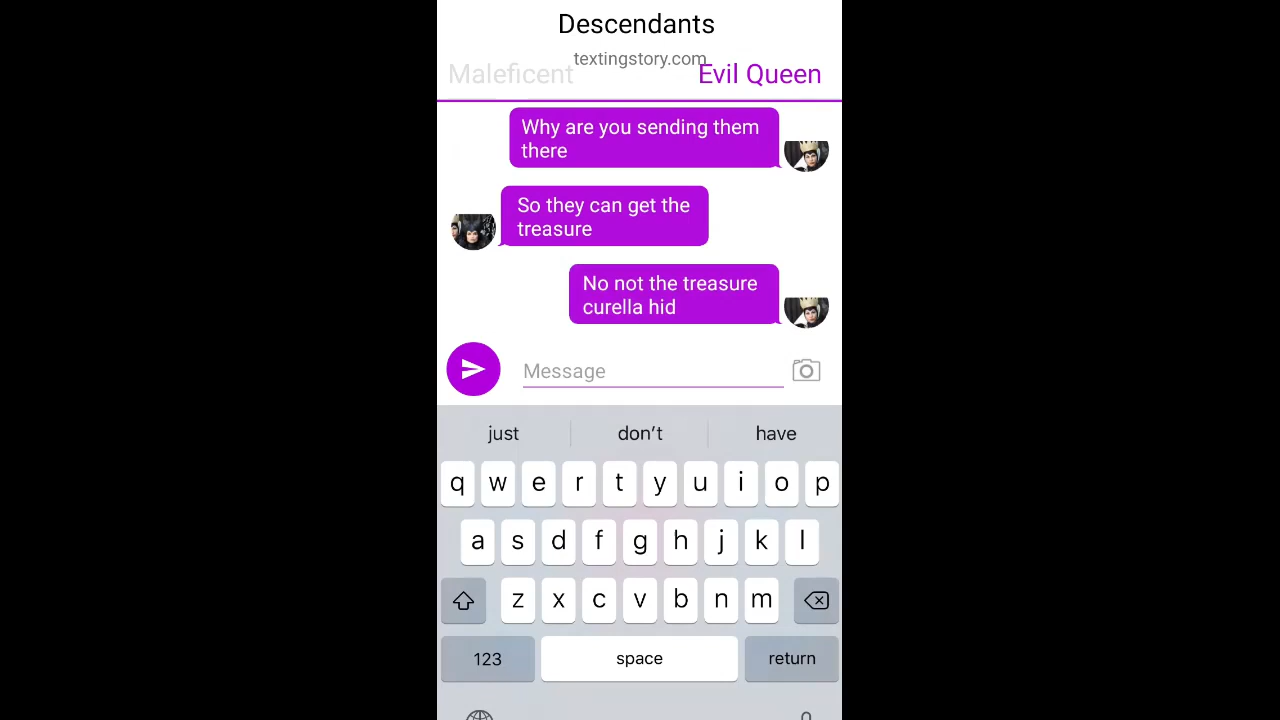 Descendants
textingstory.com
Maleficent
Evil Queen
Why are you sending them
there
So they can get the
treasure
No not the treasure
curella hid
Message
just
don’t
have
q w e r t y u i o p
a s d f g h j k l
z x c v b n m
123
space
return